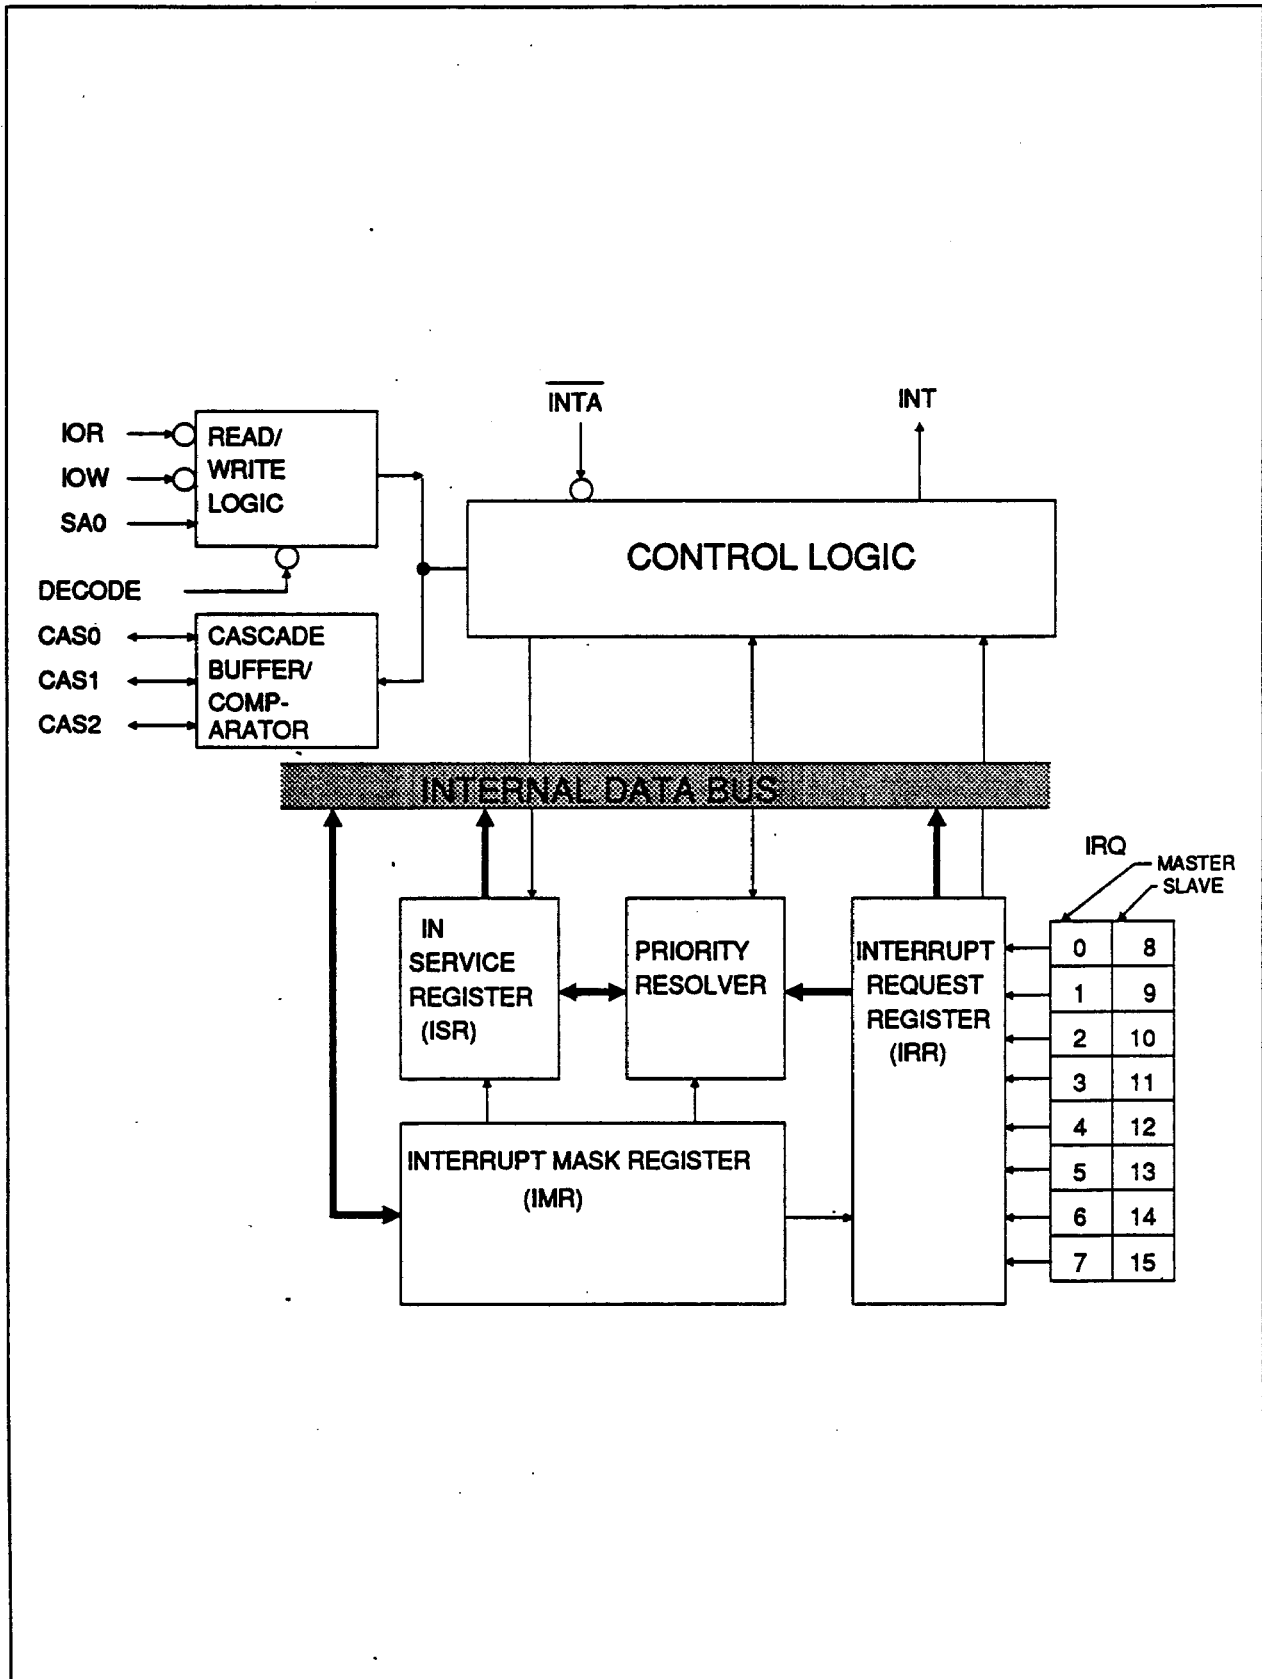 IOR
IOW
SA0
DECODE
READ/
WRITE
LOGIC
CAS0
CAS1
CAS2
CASCADE
BUFFER/
COMP-
ARATOR
INTA
INT
CONTROL LOGIC
INTERNAL DATA BUS
IN
SERVICE
REGISTER
(ISR)
PRIORITY
RESOLVER
INTERRUPT
REQUEST
REGISTER
(IRR)
INTERRUPT MASK REGISTER
(IMR)
IRQ
MASTER
SLAVE
0 8
1 9
2 10
3 11
4 12
5 13
6 14
7 15